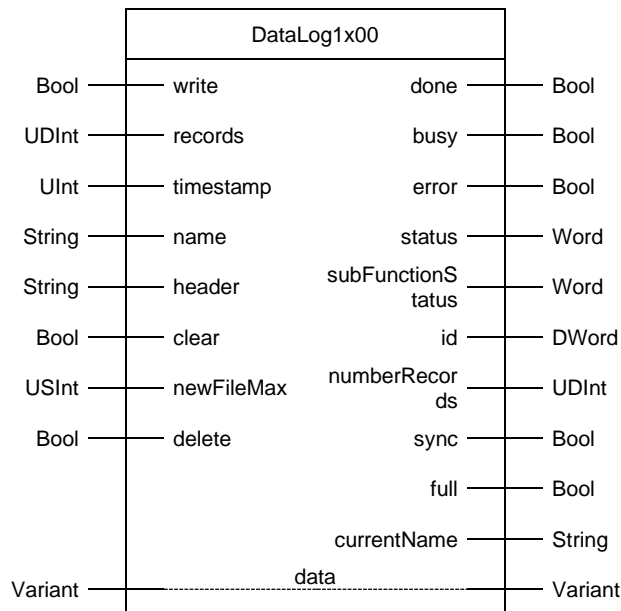 DataLog1x00
Bool write done Bool
UDInt records busy Bool
UInt timestamp error Bool
String name status Word
String header subFunctionS
tatus Word
Bool clear id DWord
USInt newFileMax numberRecor
ds UDInt
Bool delete sync Bool
full Bool
currentName String
Variant data Variant